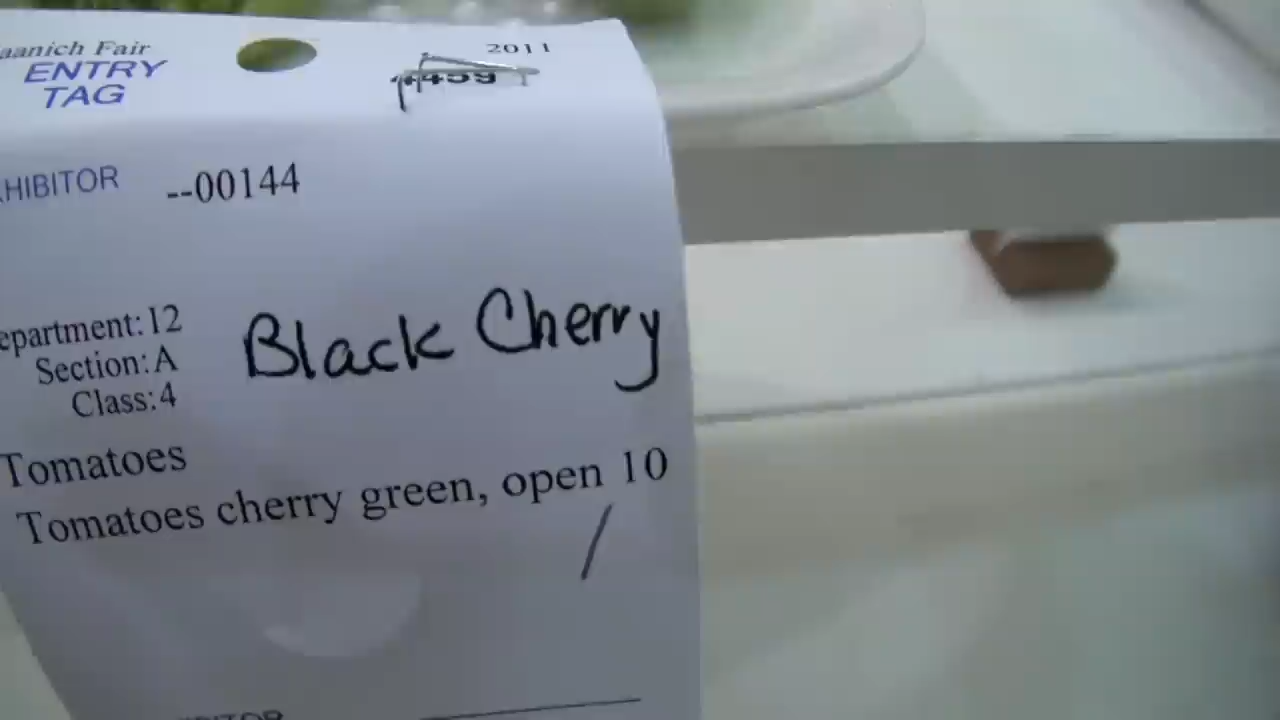 aanich Fair 2011
ENTRY
TAG
HIBITOR --00144
epartment:12
Section:A
Class:4
Black Cherry
Tomatoes
Tomatoes cherry green, open 10
/